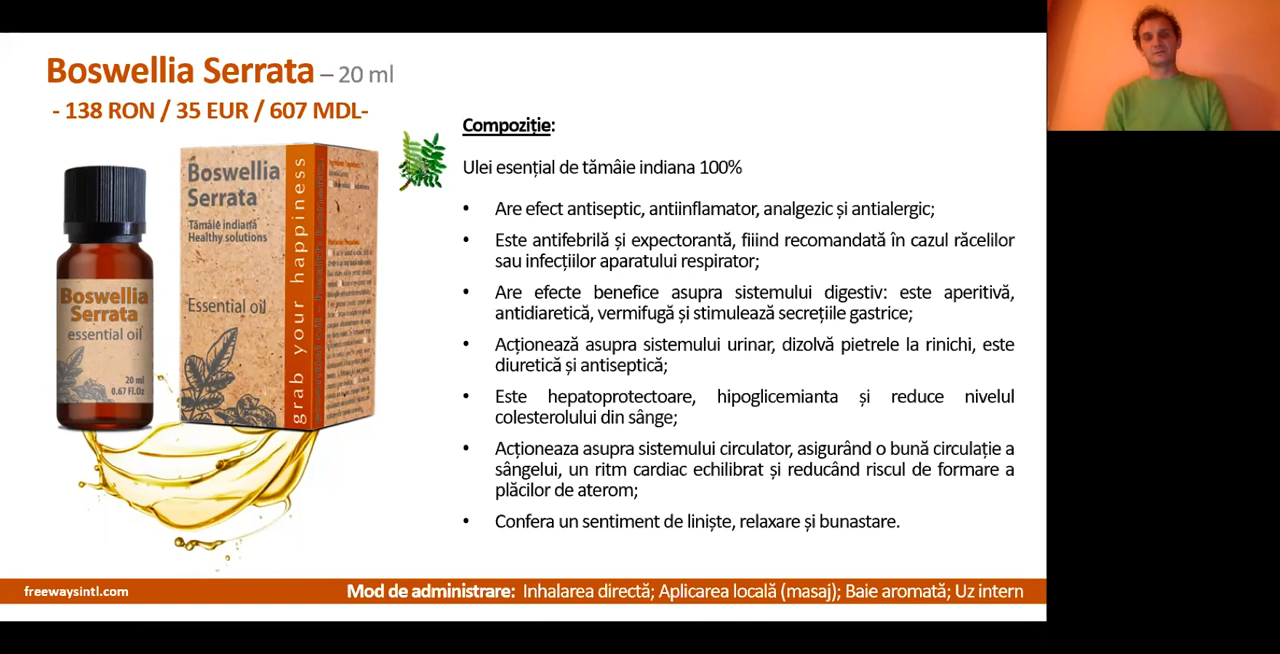 Boswellia Serrata – 20 ml
- 138 RON / 35 EUR / 607 MDL-
Boswellia
Serrata
essential oil
20 ml
0.67 Fl.Oz
Boswellia
Serrata
Tămâie indiană
Healthy solutions
Essential oil
grab your happiness
Compoziție:
Ulei esențial de tămâie indiana 100%
• Are efect antiseptic, antiinflamator, analgezic și antialergic;
• Este antifebrilă și expectorantă, fiind recomandată în cazul răcelilor
sau infecțiilor aparatului respirator;
• Are efecte benefice asupra sistemului digestiv: este aperitivă,
antidiaretică, vermifugă și stimulează secrețiile gastrice;
• Acționează asupra sistemului urinar, dizolvă pietrele la rinichi, este
diuretică și antiseptică;
• Este hepatoprotectoare, hipoglicemianta și reduce nivelul
colesterolului din sânge;
• Acționeaza asupra sistemului circulator, asigurând o bună circulație a
sângelui, un ritm cardiac echilibrat și reducând riscul de formare a
plăcilor de aterom;
• Confera un sentiment de liniște, relaxare și bunastare.
freewaysintl.com
Mod de administrare: Inhalarea directă; Aplicarea locală (masaj); Baie aromată; Uz intern